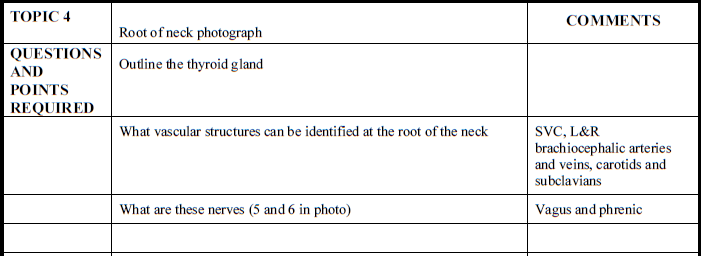 TOPIC 4
Root of neck photograph
COMMENTS
QUESTIONS
AND
POINTS
REQUIRED
Outline the thyroid gland
What vascular structures can be identified at the root of the neck
SVC, L&R
brachiocephalic arteries
and veins, carotids and
subclavians
What are these nerves (5 and 6 in photo)
Vagus and phrenic